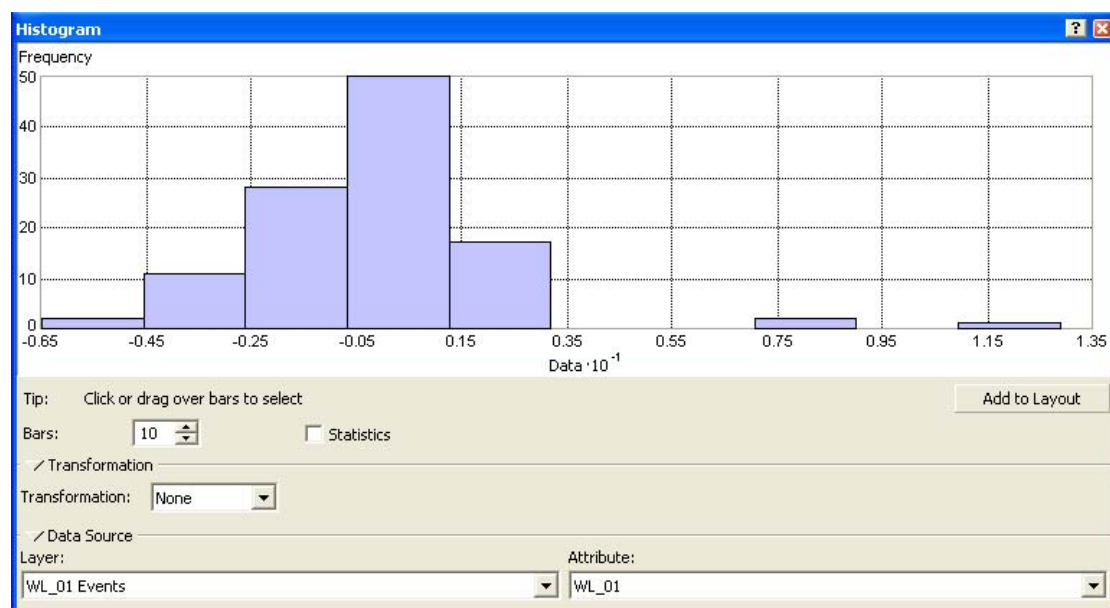 Histogram
Frequency
50
40
30
20
10
0
-0.65 -0.45 -0.25 -0.05 0.15 0.35 0.55 0.75 0.95 1.15 1.35
Data ·10⁻¹
Tip: Click or drag over bars to select Add to Layout
Bars: 10 Statistics
Transformation
Transformation: None
Data Source
Layer: Attribute:
WL_01 Events WL_01